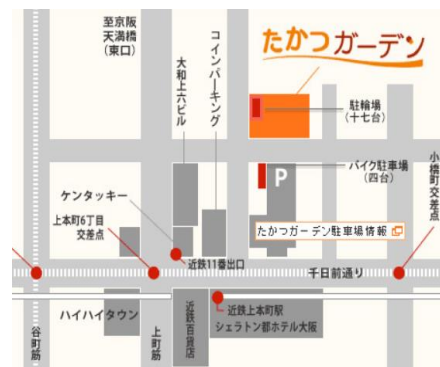 至京阪
天満橋
(東口)
大和上六ビル
コインパーキング
たかつガーデン
駐輪場
(十七台)
バイク駐車場
(四台)
P
小橋町交差点
ケンタッキー
上本町6丁目
交差点
たかつガーデン駐車場情報
近鉄11番出口
千日前通り
谷町筋
ハイハイタウン
上町筋
近鉄百貨店
近鉄上本町駅
シェラトン都ホテル大阪